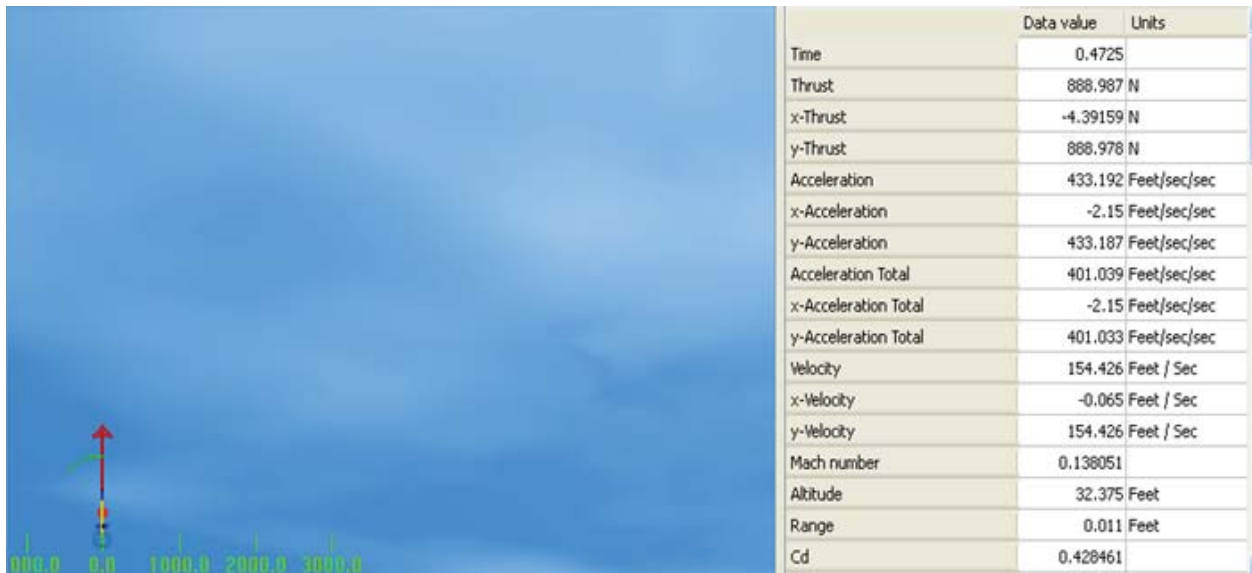 Data value Units
Time 0.4725
Thrust 888.987 N
x-Thrust -4.39159 N
y-Thrust 888.978 N
Acceleration 433.192 Feet/sec/sec
x-Acceleration -2.15 Feet/sec/sec
y-Acceleration 433.187 Feet/sec/sec
Acceleration Total 401.039 Feet/sec/sec
x-Acceleration Total -2.15 Feet/sec/sec
y-Acceleration Total 401.033 Feet/sec/sec
Velocity 154.426 Feet / Sec
x-Velocity -0.065 Feet / Sec
y-Velocity 154.426 Feet / Sec
Mach number 0.138051
Altitude 32.375 Feet
Range 0.011 Feet
Cd 0.428461
000.0 0.0 1000.0 2000.0 3000.0